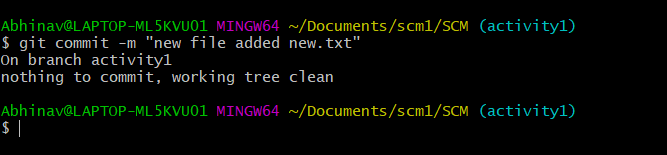 Abhinav@LAPTOP-ML5KVU01 MINGW64 ~/Documents/scm1/SCM (activity1)
$ git commit -m "new file added new.txt"
On branch activity1
nothing to commit, working tree clean
Abhinav@LAPTOP-ML5KVU01 MINGW64 ~/Documents/scm1/SCM (activity1)
$